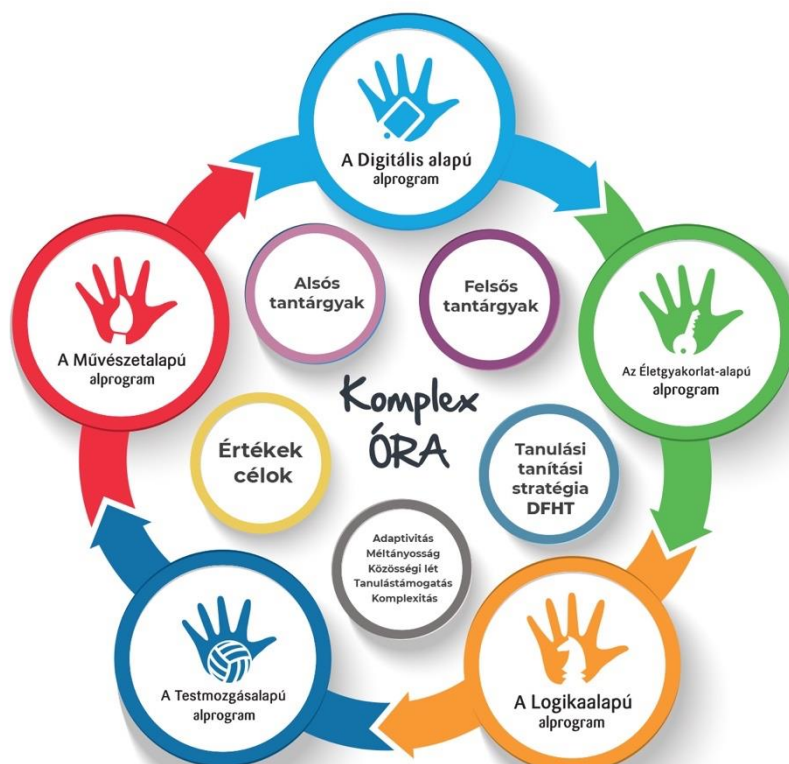 A Digitális alapú
alprogram
Alsós
tantárgyak
Felsős
tantárgyak
A Művészetalapú
alprogram
Az Életgyakorlat-alapú
alprogram
Komplex
ÓRA
Értékek
célok
Tanulási
tanítási
stratégia
DFHT
Adaptivitás
Méltányosság
Közösségi lét
Tanulástámogatás
Komplexitás
A Testmozgásalapú
alprogram
A Logikaalapú
alprogram